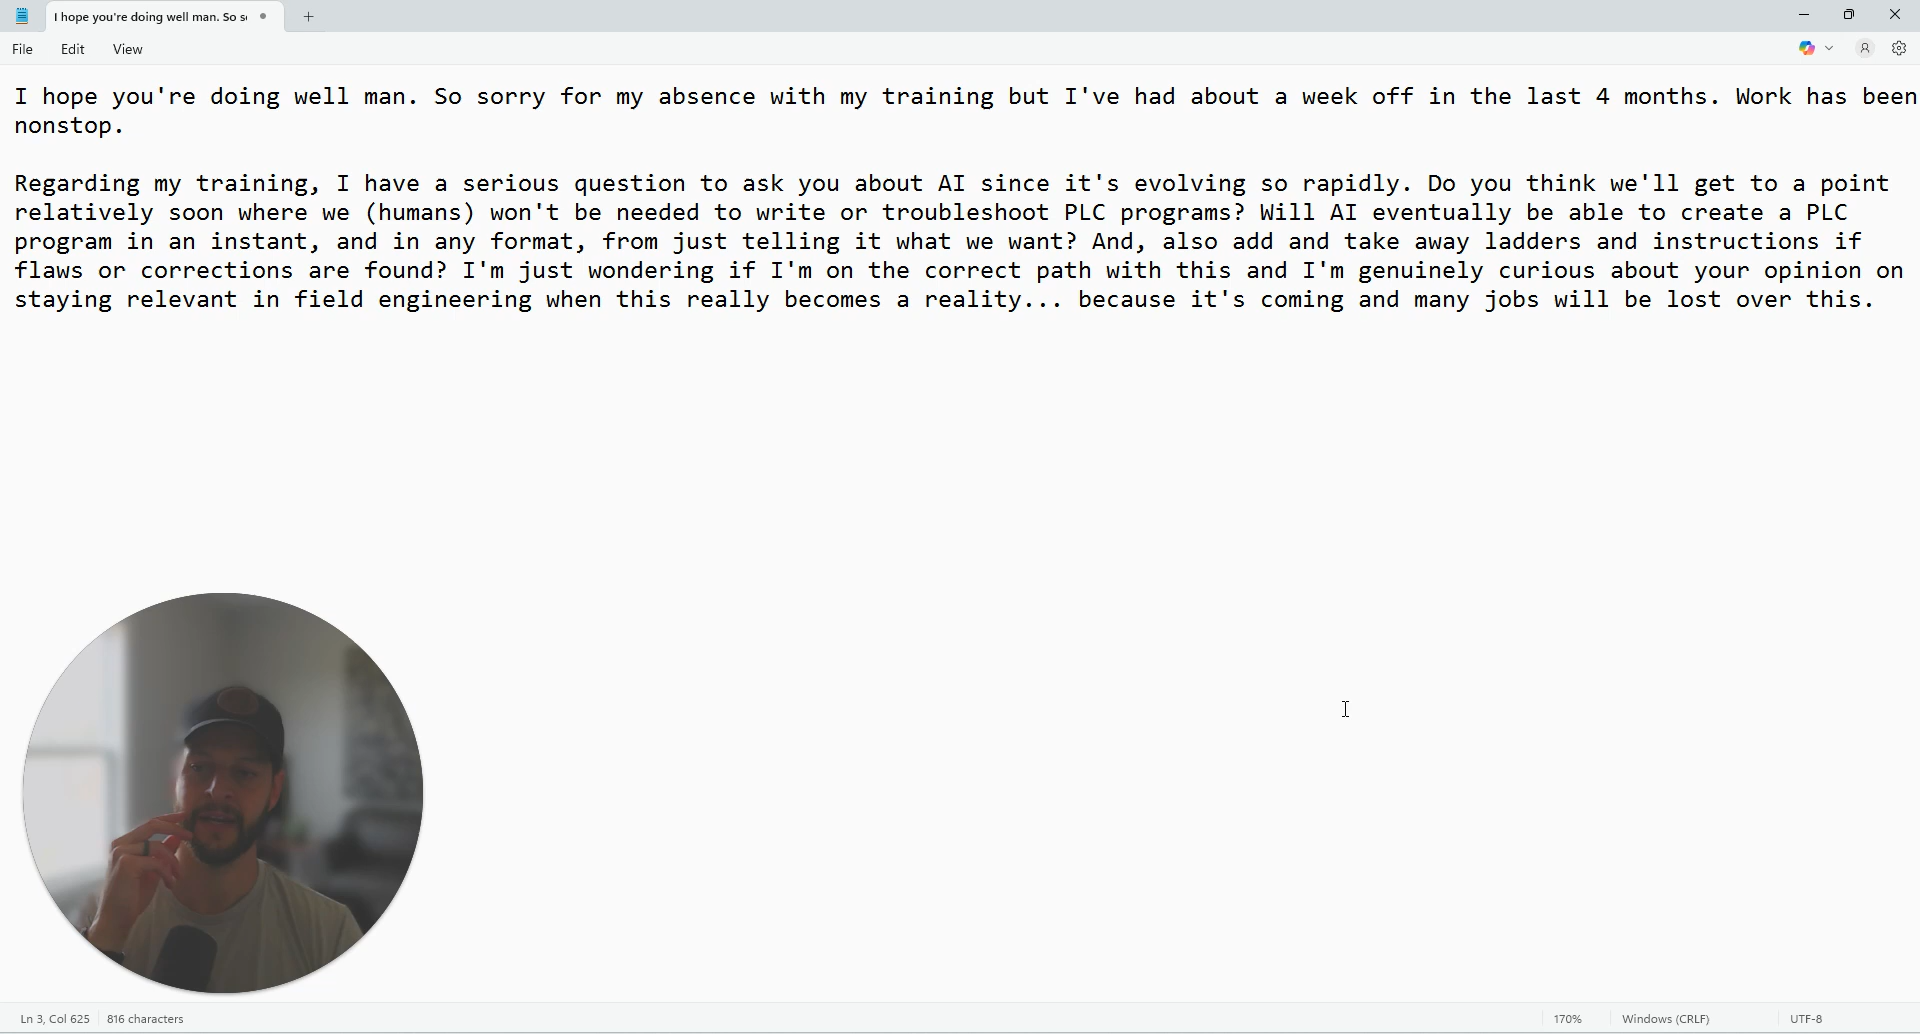 I hope you're doing well man. So s
File
Edit
View
I hope you're doing well man. So sorry for my absence with my training but I've had about a week off in the last 4 months. Work has been
nonstop.
Regarding my training, I have a serious question to ask you about AI since it's evolving so rapidly. Do you think we'll get to a point
relatively soon where we (humans) won't be needed to write or troubleshoot PLC programs? Will AI eventually be able to create a PLC
program in an instant, and in any format, from just telling it what we want? And, also add and take away ladders and instructions if
flaws or corrections are found? I'm just wondering if I'm on the correct path with this and I'm genuinely curious about your opinion on
staying relevant in field engineering when this really becomes a reality... because it's coming and many jobs will be lost over this.
Ln 3, Col 625
816 characters
170%
Windows (CRLF)
UTF-8